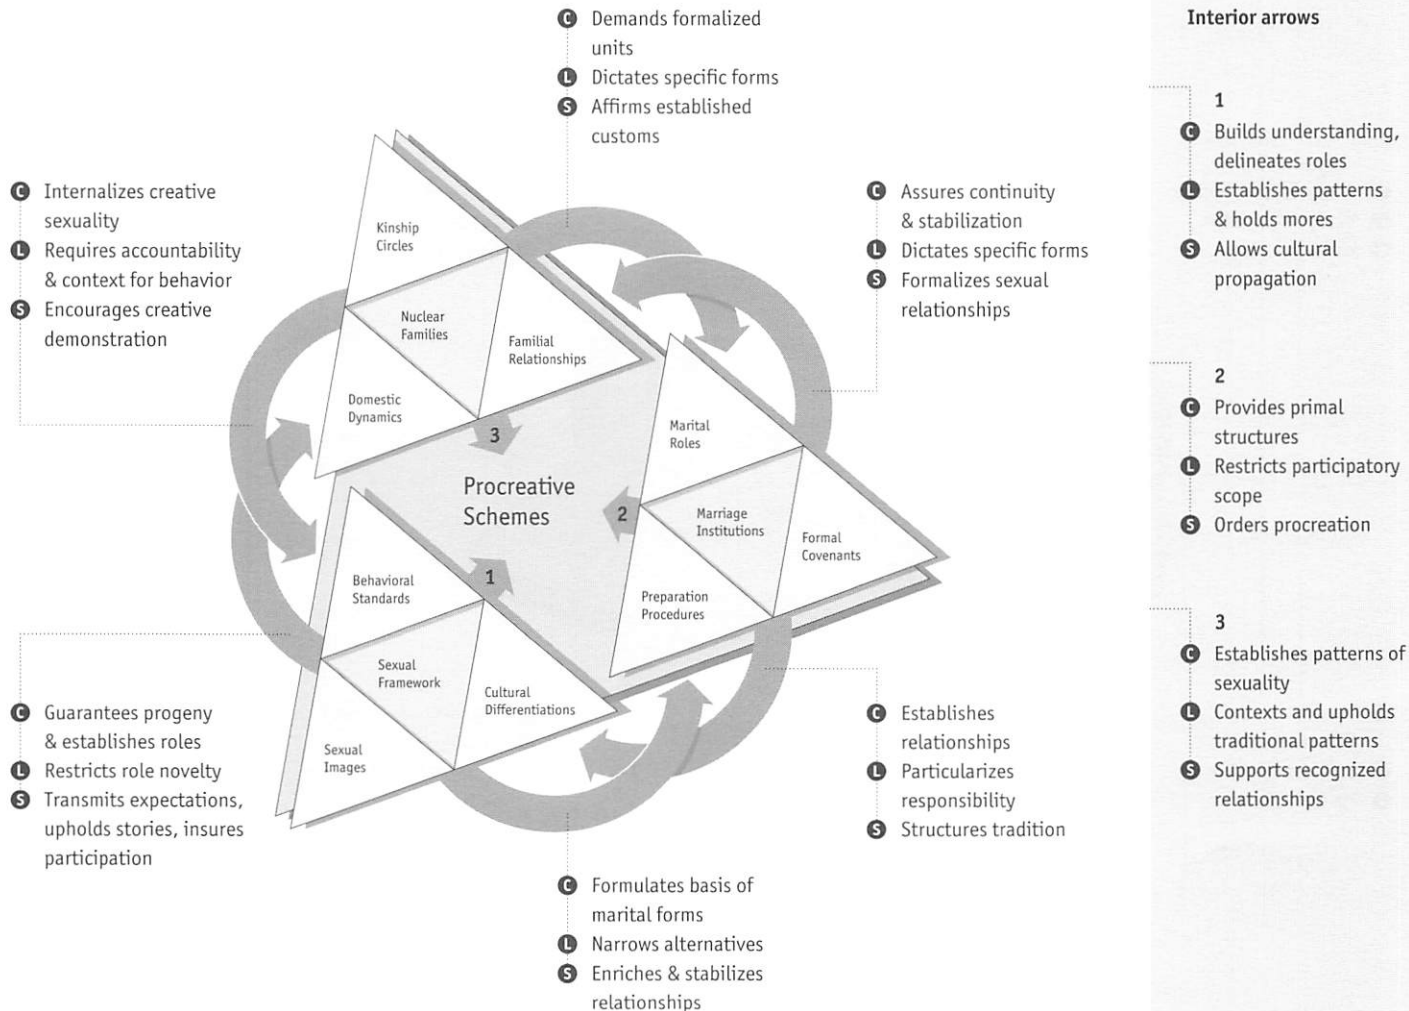 C Demands formalized
units
L Dictates specific forms
S Affirms established
customs
C Internalizes creative
sexuality
L Requires accountability
& context for behavior
S Encourages creative
demonstration
C Assures continuity
& stabilization
L Dictates specific forms
S Formalizes sexual
relationships
Kinship
Circles
Nuclear
Families
Familial
Relationships
Domestic
Dynamics
3
Procreative
Schemes
Marital
Roles
2
Marriage
Institutions
Formal
Covenants
Preparation
Procedures
1
Behavioral
Standards
Sexual
Framework
Cultural
Differentiations
Sexual
Images
C Guarantees progeny
& establishes roles
L Restricts role novelty
S Transmits expectations,
upholds stories, insures
participation
C Establishes
relationships
L Particularizes
responsibility
S Structures tradition
C Formulates basis of
marital forms
L Narrows alternatives
S Enriches & stabilizes
relationships
Interior arrows
1
C Builds understanding,
delineates roles
L Establishes patterns
& holds mores
S Allows cultural
propagation
2
C Provides primal
structures
L Restricts participatory
scope
S Orders procreation
3
C Establishes patterns of
sexuality
L Contexts and upholds
traditional patterns
S Supports recognized
relationships